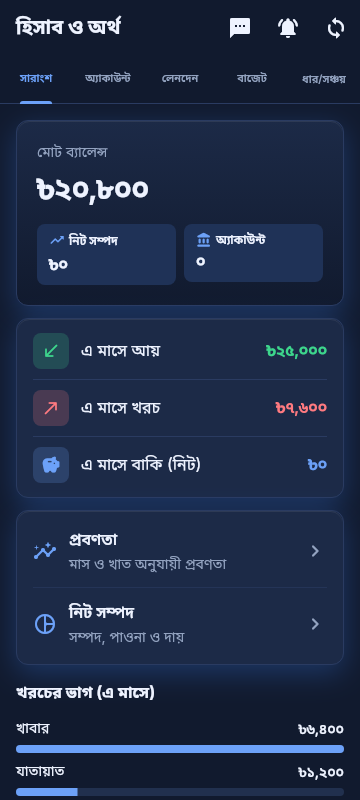 হিসাব ও অর্থ
সারাংশ
অ্যাকাউন্ট
লেনদেন
বাজেট
ধার/সঞ্চয়
মোট ব্যালেন্স
৳২০,৮০০
নিট সম্পদ
৳০
অ্যাকাউন্ট
০
এ মাসে আয়
৳২৫,০০০
এ মাসে খরচ
৳৭,৬০০
এ মাসে বাকি (নিট)
৳০
প্রবণতা
মাস ও খাত অনুযায়ী প্রবণতা
নিট সম্পদ
সম্পদ, পাওনা ও দায়
খরচের ভাগ (এ মাসে)
খাবার
৳৬,৪০০
যাতায়াত
৳১,২০০